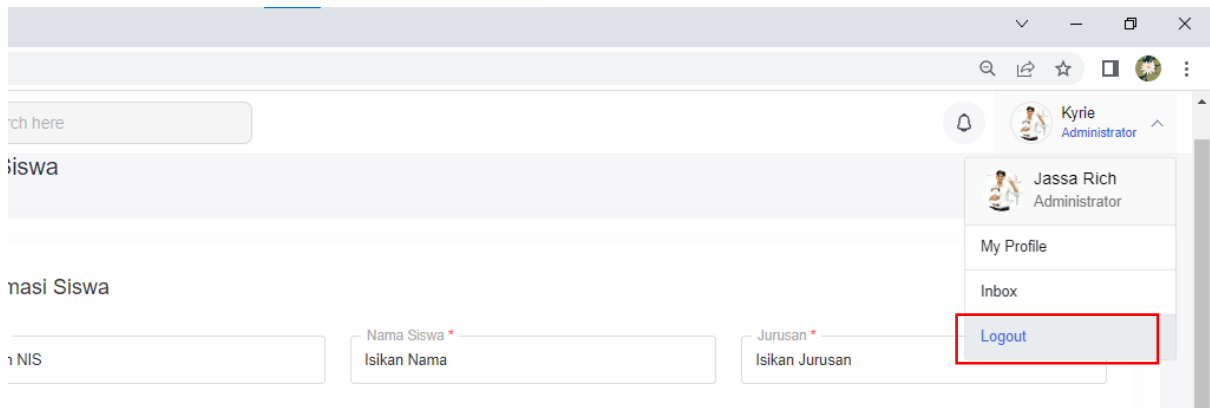 rch here
Kyrie
Administrator
Siswa
Jassa Rich
Administrator
My Profile
Inbox
Logout
masi Siswa
Nama Siswa *
Jurusan *
NIS
Isikan Nama
Isikan Jurusan